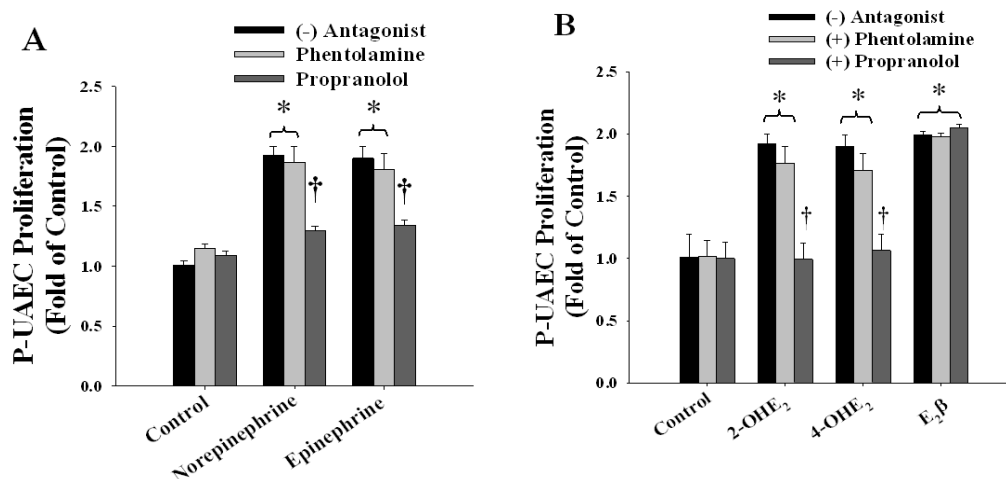 A
(-) Antagonist
Phentolamine
Propranolol
P-UAEC Proliferation
(Fold of Control)
2.5
2.0
1.5
1.0
0.5
0.0
*
*
†
†
Control
Norepinephrine
Epinephrine
B
(-) Antagonist
(+) Phentolamine
(+) Propranolol
P-UAEC Proliferation
(Fold of Control)
2.5
2.0
1.5
1.0
0.5
0.0
*
*
*
†
†
Control
2-OHE₂
4-OHE₂
E₂β